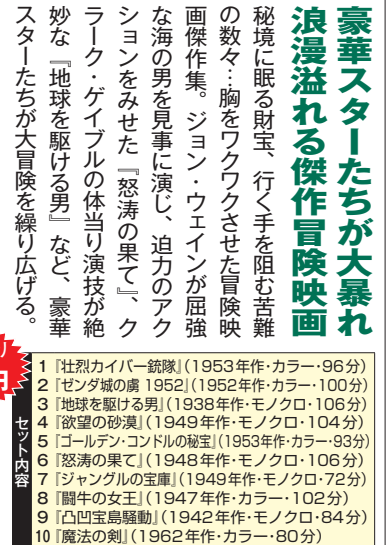 豪華スターたちが大暴れ
浪漫溢れる傑作冒険映画
秘境に眠る財宝、行く手を阻む苦難
の数々…胸をワクワクさせた冒険映
画傑作集。ジョン・ウェインが屈強
な海の男を見事に演じ、迫力のアク
ションをみせた『怒涛の果て』、ク
ラーク・ゲイブルの体当り演技が絶
妙な『地球を駆ける男』など、豪華
スターたちが大冒険を繰り広げる。
円
セット内容
1『壮烈カイバー銃隊』(1953年作・カラー・96分)
2『ゼンダ城の虜 1952』(1952年作・カラー・100分)
3『地球を駆ける男』(1938年作・モノクロ・106分)
4『欲望の砂漠』(1949年作・モノクロ・104分)
5『ゴールデン・コンドルの秘宝』(1953年作・カラー・93分)
6『怒涛の果て』(1948年作・モノクロ・106分)
7『ジャングルの宝庫』(1949年作・モノクロ・72分)
8『闘牛の女王』(1947年作・カラー・102分)
9『凸凹宝島騒動』(1942年作・モノクロ・84分)
10『魔法の剣』(1962年作・カラー・80分)